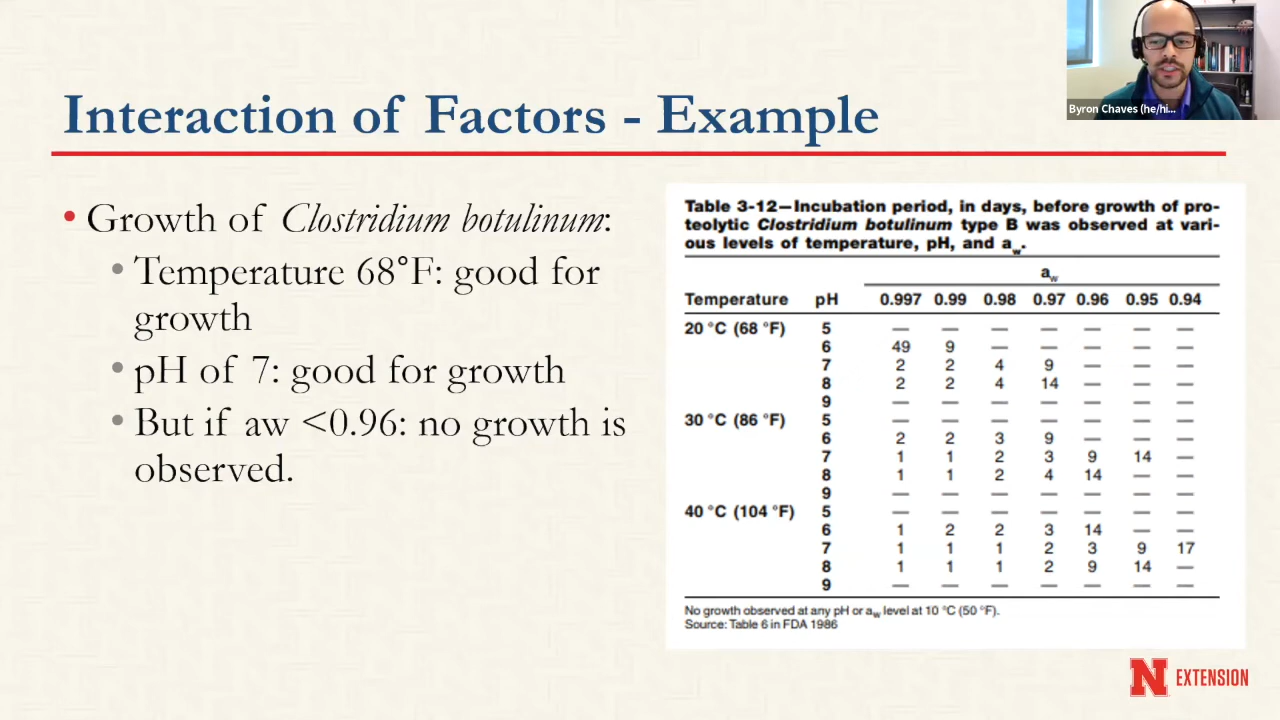 Byron Chaves (he/hi...
Interaction of Factors - Example
• Growth of Clostridium botulinum:
• Temperature 68°F: good for
growth
• pH of 7: good for growth
• But if aw <0.96: no growth is
observed.
Table 3-12—Incubation period, in days, before growth of pro-
teolytic Clostridium botulinum type B was observed at vari-
ous levels of temperature, pH, and aw.
aw
Temperature pH 0.997 0.99 0.98 0.97 0.96 0.95 0.94
20 °C (68 °F) 5 — — — — — — —
6 49 9 — — — — —
7 2 2 4 9 — — —
8 2 2 4 14 — — —
9 — — — — — — —
30 °C (86 °F) 5 — — — — — — —
6 2 2 3 9 — — —
7 1 1 2 3 9 14 —
8 1 1 2 4 14 — —
9 — — — — — — —
40 °C (104 °F) 5 — — — — — — —
6 1 2 2 3 14 — —
7 1 1 1 2 3 9 17
8 1 1 1 2 9 14 —
9 — — — — — — —
No growth observed at any pH or aw level at 10 °C (50 °F).
Source: Table 6 in FDA 1986
N EXTENSION